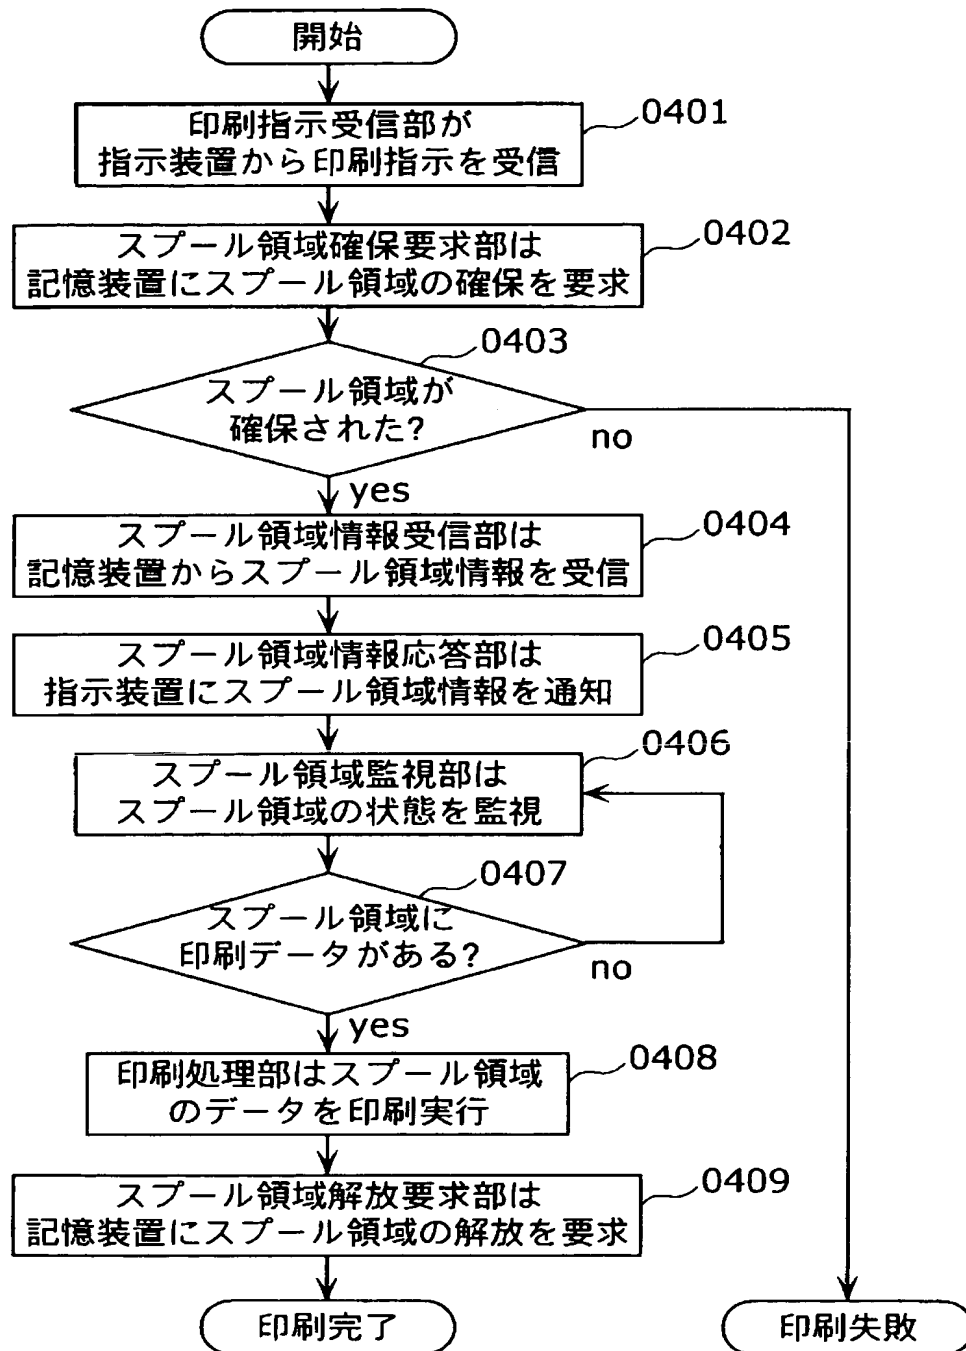 開始
印刷指示受信部が
指示装置から印刷指示を受信
0401
スプール領域確保要求部は
記憶装置にスプール領域の確保を要求
0402
スプール領域が
確保された?
0403
no
yes
スプール領域情報受信部は
記憶装置からスプール領域情報を受信
0404
スプール領域情報応答部は
指示装置にスプール領域情報を通知
0405
スプール領域監視部は
スプール領域の状態を監視
0406
スプール領域に
印刷データがある?
0407
no
yes
印刷処理部はスプール領域
のデータを印刷実行
0408
スプール領域解放要求部は
記憶装置にスプール領域の解放を要求
0409
印刷完了
印刷失敗